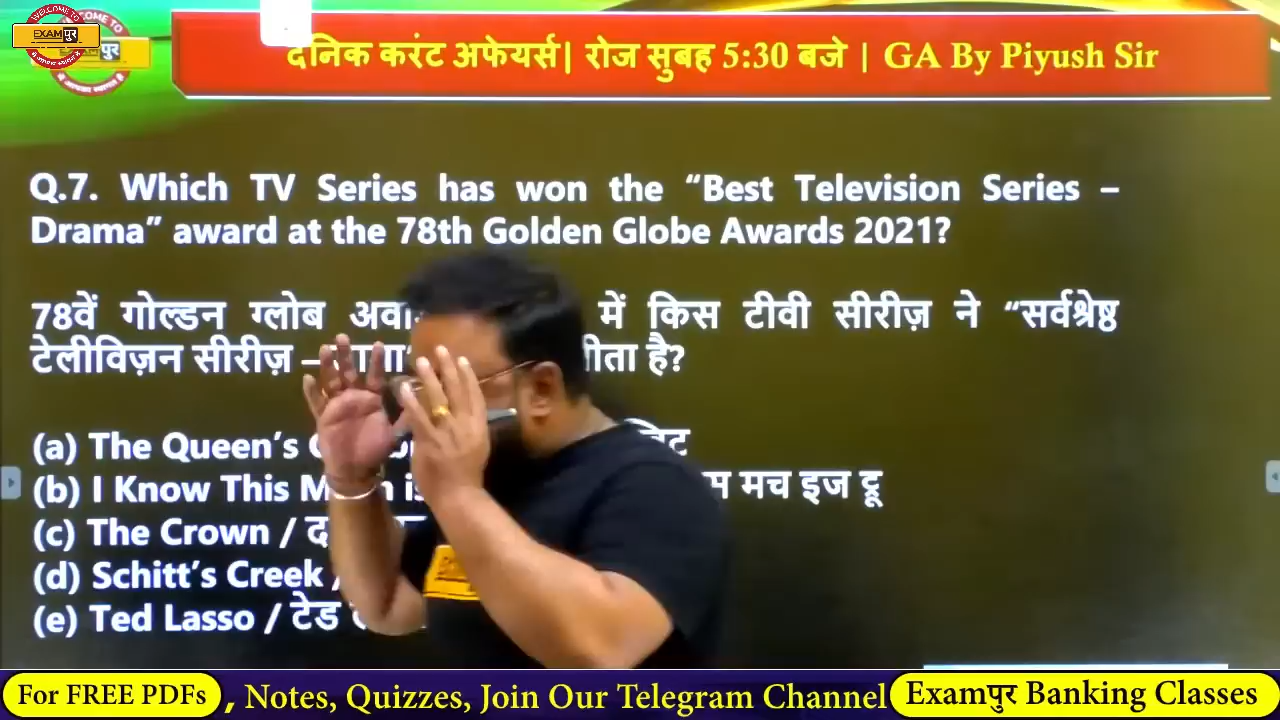 WELCOME TO
EXAMपुर
दैनिक करंट अफेयर्स| रोज सुबह 5:30 बजे | GA By Piyush Sir
Q.7. Which TV Series has won the “Best Television Series –
Drama” award at the 78th Golden Globe Awards 2021?
78वें गोल्डन ग्लोब में किस टीवी सीरीज़ ने “सर्वश्रेष्ठ
टेलीविज़न सीरीज़ – है?
(a) The Queen’s
(b) I Know This मच इज टू
(c) The Crown /
(d) Schitt’s Creek /
(e) Ted Lasso / टेड
For FREE PDFs , Notes, Quizzes, Join Our Telegram Channel Examपुर Banking Classes